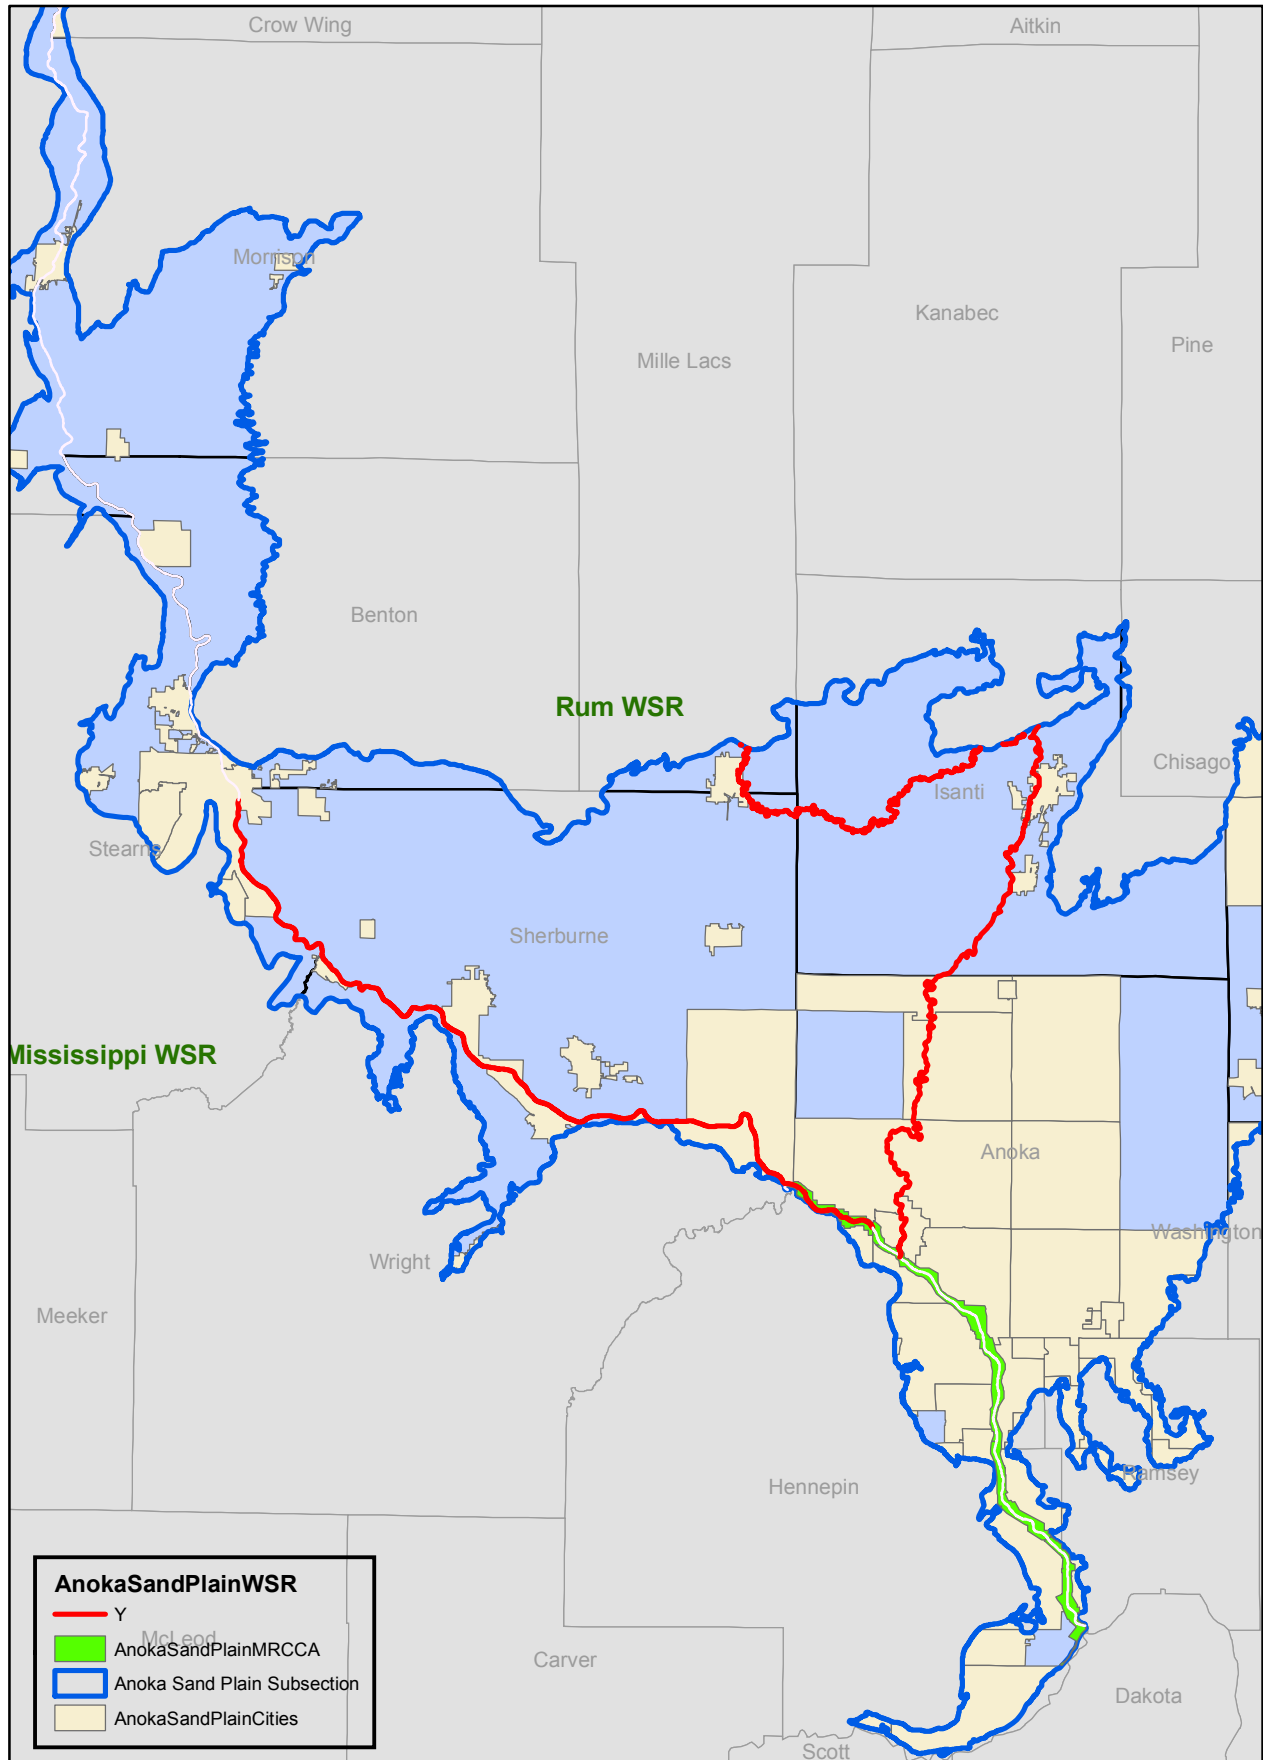 Crow Wing
Aitkin
Morrison
Kanabec
Pine
Mille Lacs
Benton
Rum WSR
Chisago
Isanti
Stearns
Sherburne
Mississippi WSR
Anoka
Washington
Wright
Meeker
Hennepin
Ramsey
AnokaSandPlainWSR
Y
McLeod
AnokaSandPlainMRCCA
Carver
Anoka Sand Plain Subsection
Dakota
AnokaSandPlainCities
Scott